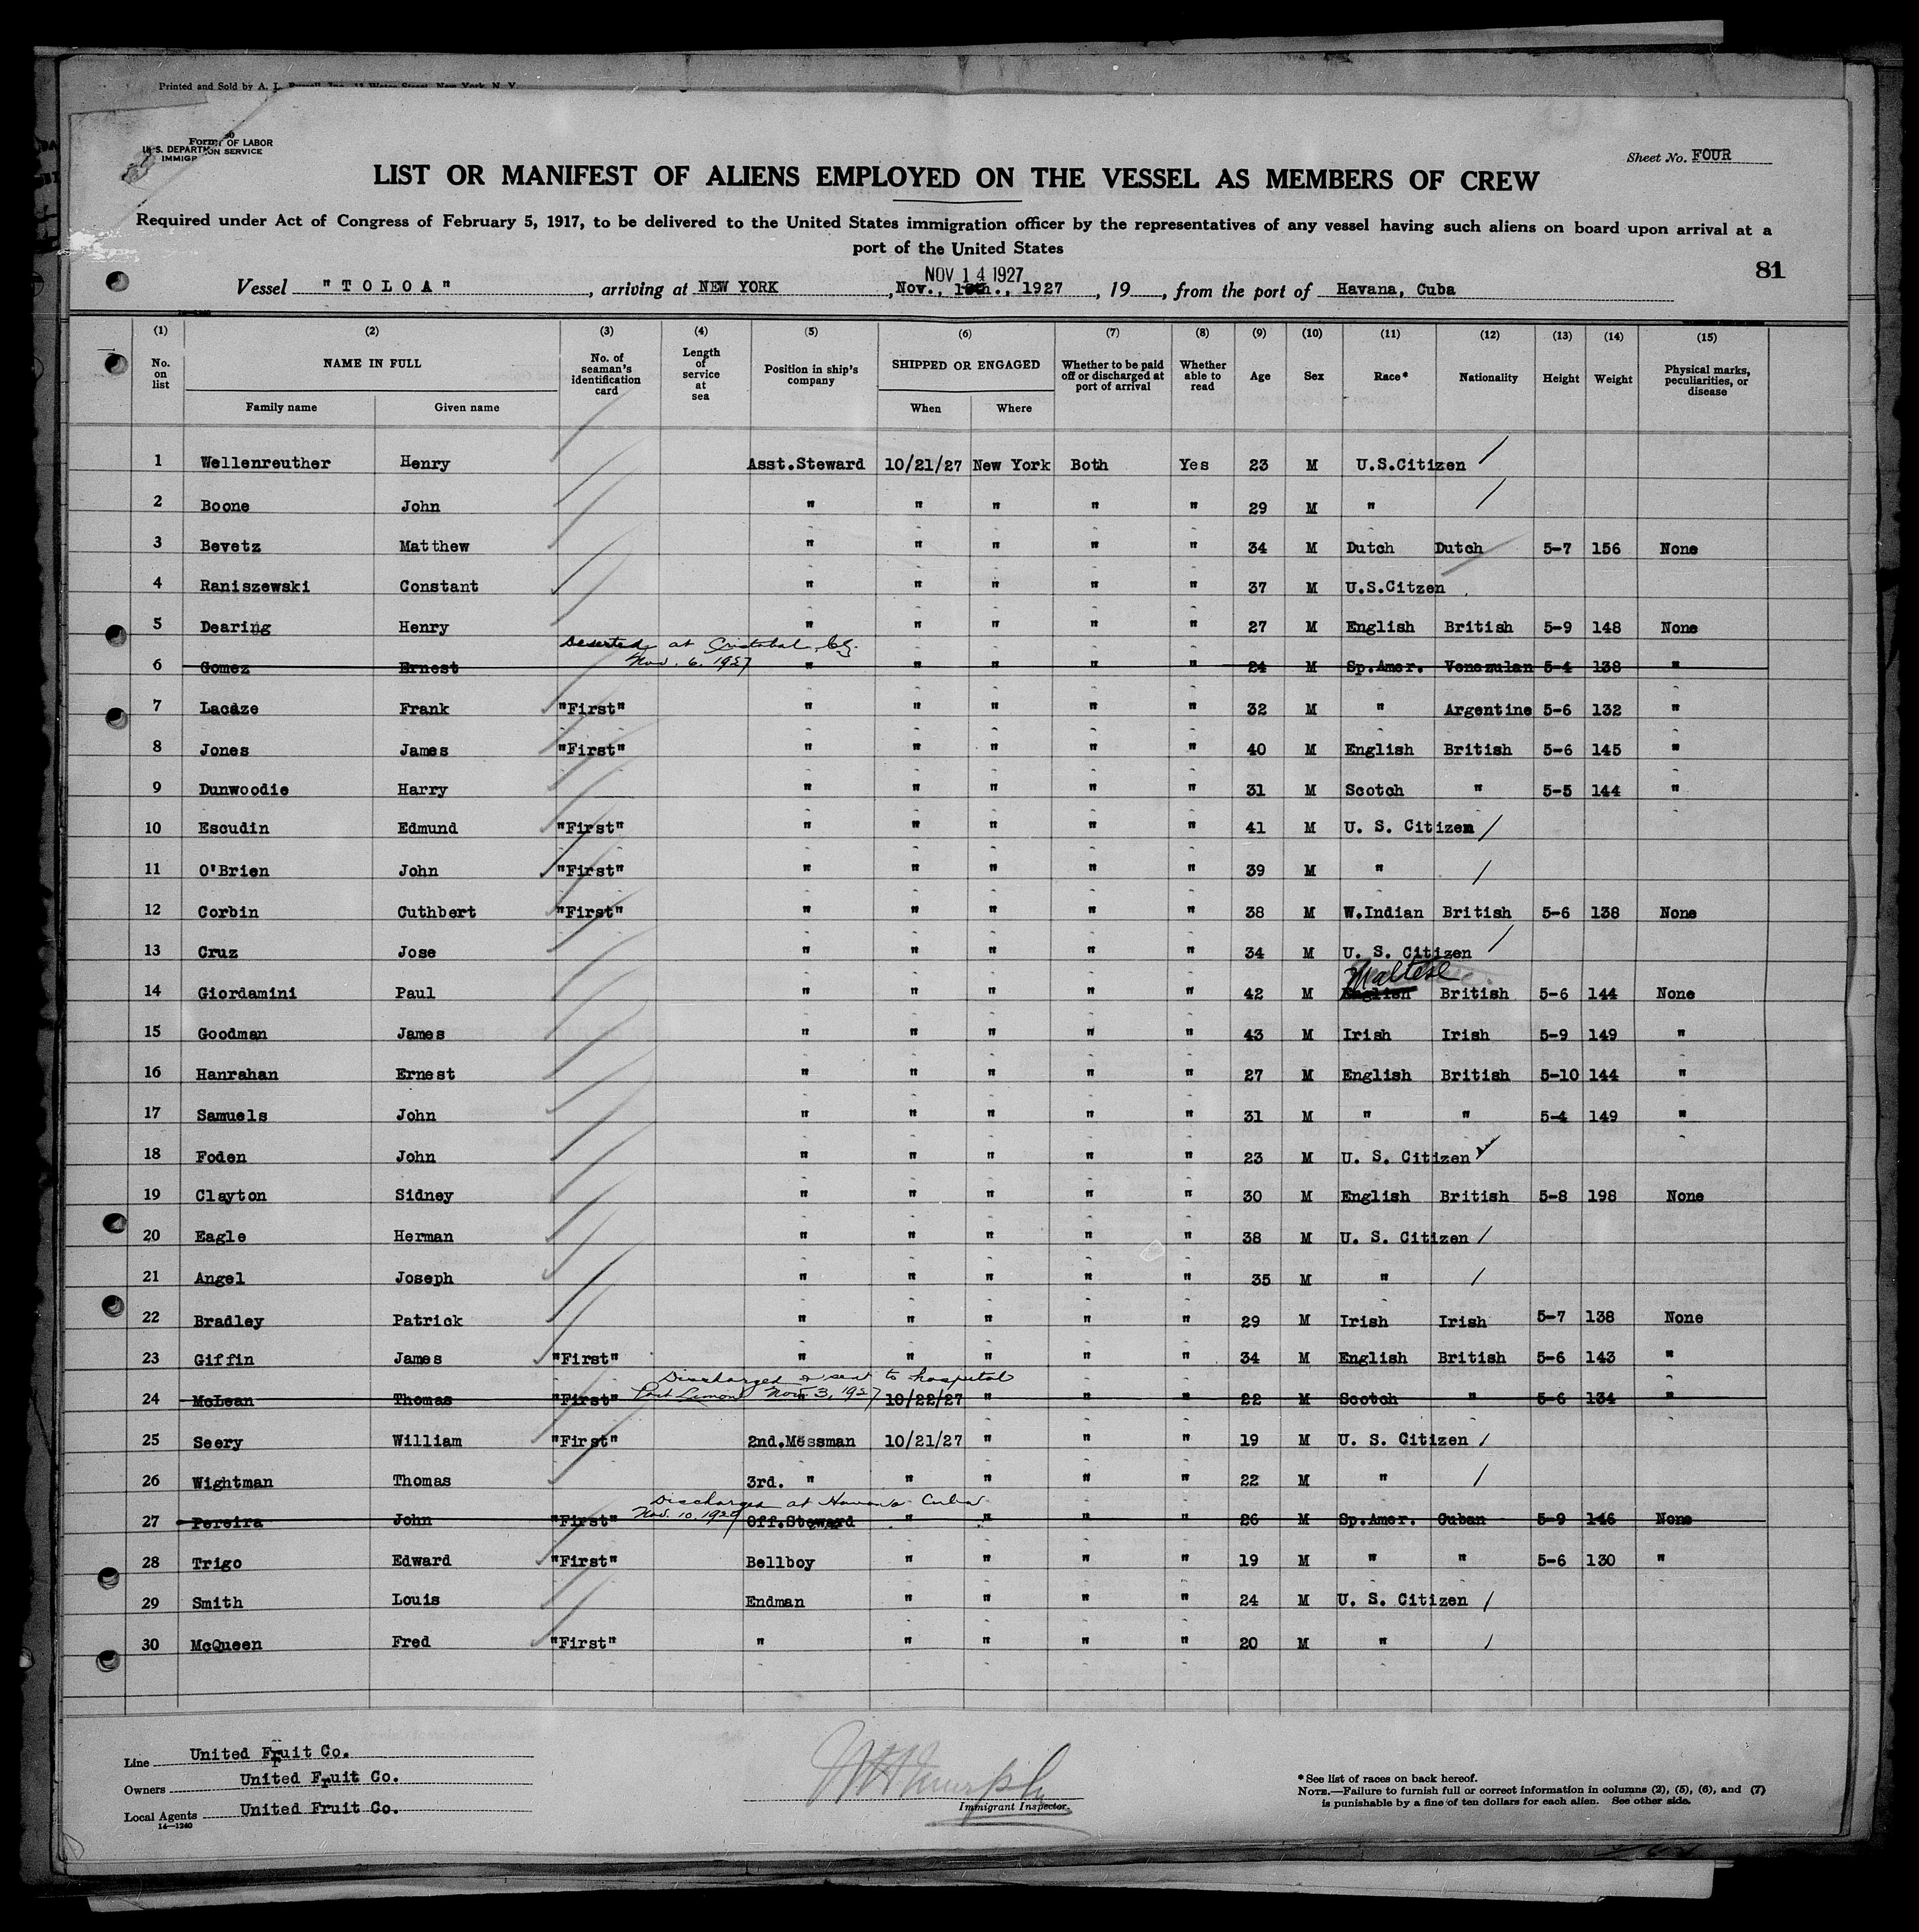 Printed and Sold by A. L.
Form
U. S. DEPARTMENT OF LABOR
IMMIGRATION SERVICE
Sheet No. FOUR
LIST OR MANIFEST OF ALIENS EMPLOYED ON THE VESSEL AS MEMBERS OF CREW
Required under Act of Congress of February 5, 1917, to be delivered to the United States immigration officer by the representatives of any vessel having such aliens on board upon arrival at a
port of the United States
81
NOV 14 1927
Vessel "TOLOA", arriving at NEW YORK, Nov., 1927, 19, from the port of Havana, Cuba
(1) (2) (3) (4) (5) (6) (7) (8) (9) (10) (11) (12) (13) (14) (15)
No. on list NAME IN FULL No. of seaman's identification card Length of service at sea Position in ship's company SHIPPED OR ENGAGED Whether to be paid off or discharged at port of arrival Whether able to read Age Sex Race* Nationality Height Weight Physical marks, peculiarities, or disease
Family name Given name When Where
1 Wellenreuther Henry Asst.Steward 10/21/27 New York Both Yes 23 M U.S.Citizen /
2 Boone John " " " " " 29 M " /
3 Bevetz Matthew " " " " " 34 M Dutch Dutch 5-7 156 None
4 Raniszewski Constant " " " " " 37 M U.S.Citzen
5 Dearing Henry " " " " " 27 M English British 5-9 148 None
Deserted at Cristobal, C.Z.
Nov. 6. 1927
6 Gomez Ernest " " " " " 24 M Sp.Amer. Venezulan 5-4 138 "
7 Lacaze Frank "First" " " " " " 32 M " Argentine 5-6 132 "
8 Jones James "First" " " " " " 40 M English British 5-6 145 "
9 Dunwoodie Harry " " " " " 31 M Scotch " 5-5 144 "
10 Escudin Edmund "First" " " " " " 41 M U. S. Citizen /
11 O'Brien John "First" " " " " " 39 M " /
12 Corbin Cuthbert "First" " " " " " 38 M W.Indian British 5-6 138 None
13 Cruz Jose " " " " " 34 M U. S. Citizen /
Maltese
14 Giordamini Paul " " " " " 42 M English British 5-6 144 None
15 Goodman James " " " " " 43 M Irish Irish 5-9 149 "
16 Hanrahan Ernest " " " " " 27 M English British 5-10 144 "
17 Samuels John " " " " " 31 M " " 5-4 149 "
18 Foden John " " " " " 23 M U. S. Citizen
19 Clayton Sidney " " " " " 30 M English British 5-8 198 None
20 Eagle Herman " " " " " 38 M U. S. Citizen /
21 Angel Joseph " " " " " 35 M " /
22 Bradley Patrick " " " " " 29 M Irish Irish 5-7 138 None
23 Giffin James "First" " " " " " 34 M English British 5-6 143 "
Discharged & sent to hospital
Port Limon Nov 3, 1927
24 McLean Thomas "First" " 10/22/27 " " " 22 M Scotch " 5-6 134 "
25 Seery William "First" 2nd.Messman 10/21/27 " " " 19 M U. S. Citizen /
26 Wightman Thomas 3rd. " " " " " 22 M " /
Discharged at Havana Cuba
Nov. 10. 192
27 Pereira John "First" Off.Steward " " " " 26 M Sp.Amer. Cuban 5-9 146 None
28 Trigo Edward "First" Bellboy " " " " 19 M " " 5-6 130 "
29 Smith Louis Endman " " " " 24 M U. S. Citizen /
30 McQueen Fred "First" " " " " " 20 M " /
Line United Fruit Co.
Owners United Fruit Co.
Local Agents United Fruit Co.
14-1240
Immigrant Inspector.
* See list of races on back hereof.
NOTE.—Failure to furnish full or correct information in columns (2), (5), (6), and (7)
is punishable by a fine of ten dollars for each alien. See other side.